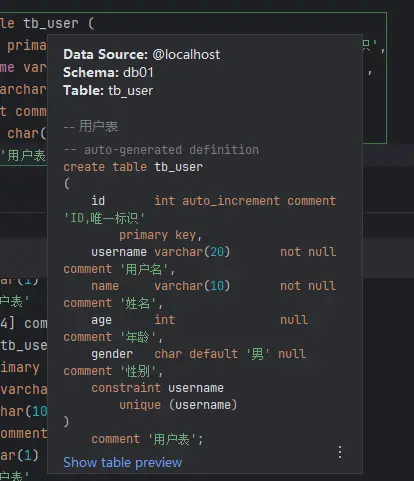 le tb_user (
primary
识',
me var
,
archar
t comm
char(
'用户表
Data Source: @localhost
Schema: db01
Table: tb_user
-- 用户表
-- auto-generated definition
create table tb_user
(
id int auto_increment comment
'ID,唯一标识'
primary key,
username varchar(20) not null
comment '用户名',
name varchar(10) not null
comment '姓名',
age int null
comment '年龄',
gender char default '男' null
comment '性别',
constraint username
unique (username)
)
comment '用户表';
Show table preview
ar(1)
户表'
4] com
tb_use
imary
varcha
har(10
omment
ar(1)
户表'